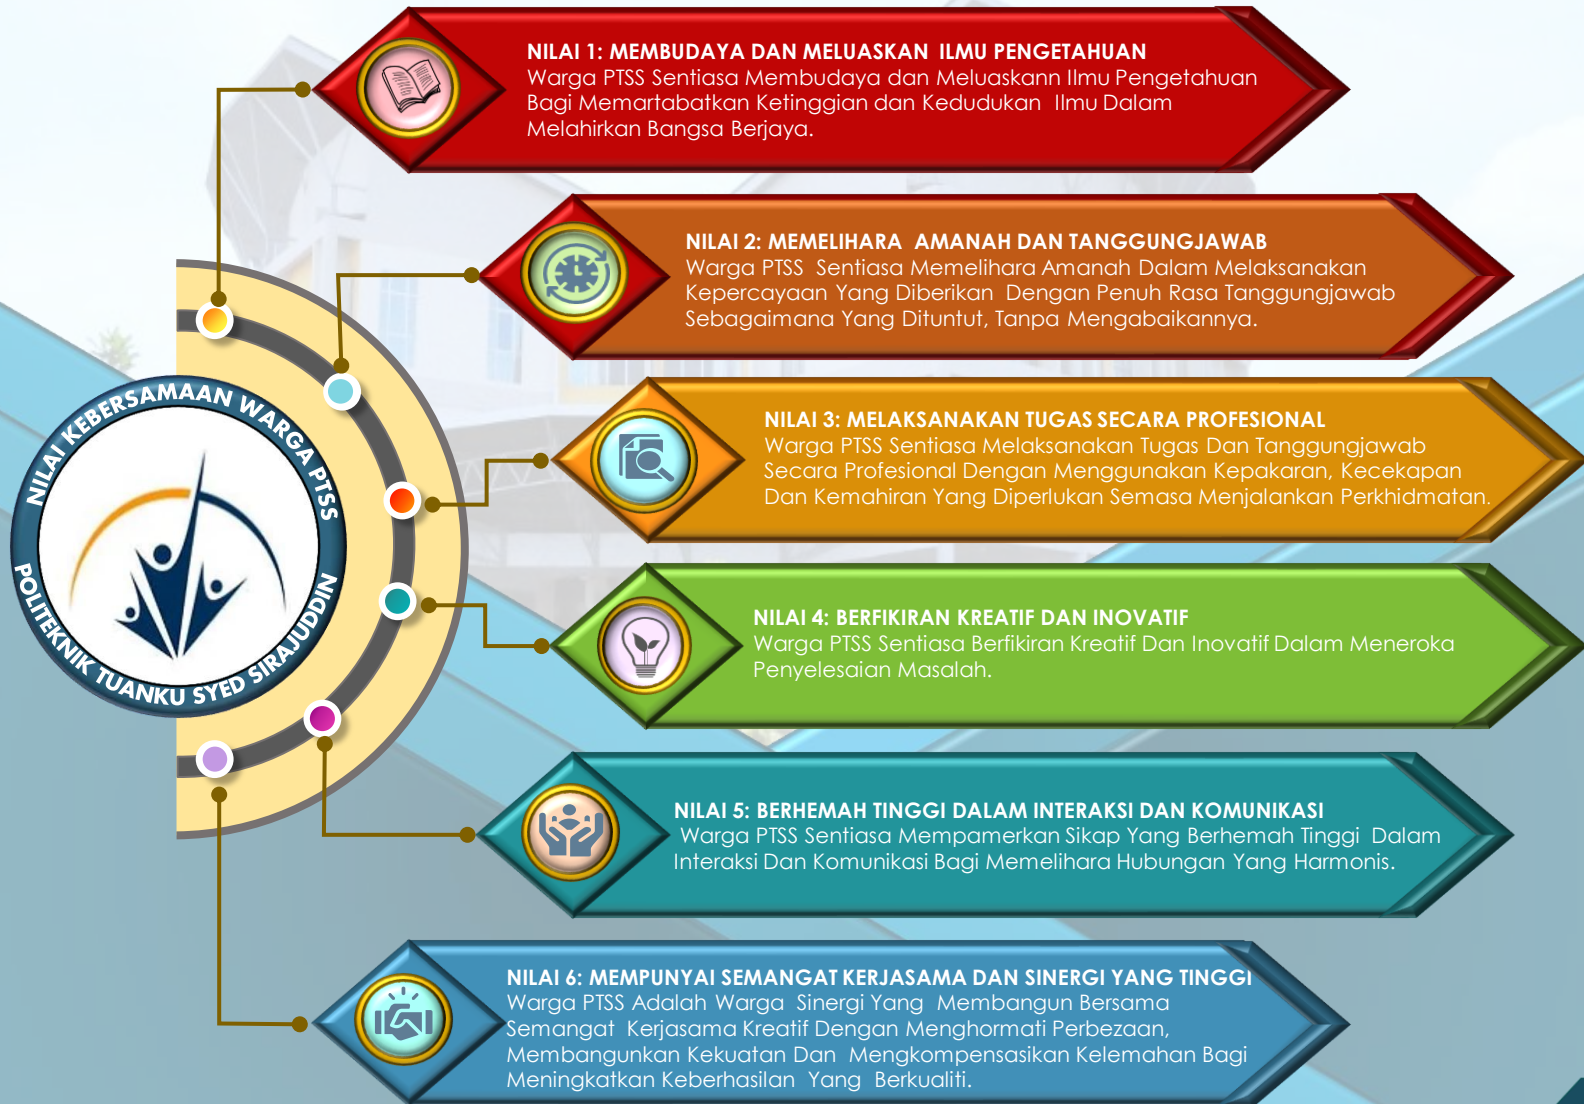 NILAI KEBERSAMAAN WARGA PTSS
POLITEKNIK TUANKU SYED SIRAJUDDIN
NILAI 1: MEMBUDAYA DAN MELUASKAN ILMU PENGETAHUAN
Warga PTSS Sentiasa Membudaya dan Meluaskann Ilmu Pengetahuan
Bagi Memartabatkan Ketinggian dan Kedudukan Ilmu Dalam
Melahirkan Bangsa Berjaya.
NILAI 2: MEMELIHARA AMANAH DAN TANGGUNGJAWAB
Warga PTSS Sentiasa Memelihara Amanah Dalam Melaksanakan
Kepercayaan Yang Diberikan Dengan Penuh Rasa Tanggungjawab
Sebagaimana Yang Dituntut, Tanpa Mengabaikannya.
NILAI 3: MELAKSANAKAN TUGAS SECARA PROFESIONAL
Warga PTSS Sentiasa Melaksanakan Tugas Dan Tanggungjawab
Secara Profesional Dengan Menggunakan Kepakaran, Kecekapan
Dan Kemahiran Yang Diperlukan Semasa Menjalankan Perkhidmatan.
NILAI 4: BERFIKIRAN KREATIF DAN INOVATIF
Warga PTSS Sentiasa Berfikiran Kreatif Dan Inovatif Dalam Meneroka
Penyelesaian Masalah.
NILAI 5: BERHEMAH TINGGI DALAM INTERAKSI DAN KOMUNIKASI
Warga PTSS Sentiasa Mempamerkan Sikap Yang Berhemah Tinggi Dalam
Interaksi Dan Komunikasi Bagi Memelihara Hubungan Yang Harmonis.
NILAI 6: MEMPUNYAI SEMANGAT KERJASAMA DAN SINERGI YANG TINGGI
Warga PTSS Adalah Warga Sinergi Yang Membangun Bersama
Semangat Kerjasama Kreatif Dengan Menghormati Perbezaan,
Membangunkan Kekuatan Dan Mengkompensasikan Kelemahan Bagi
Meningkatkan Keberhasilan Yang Berkualiti.